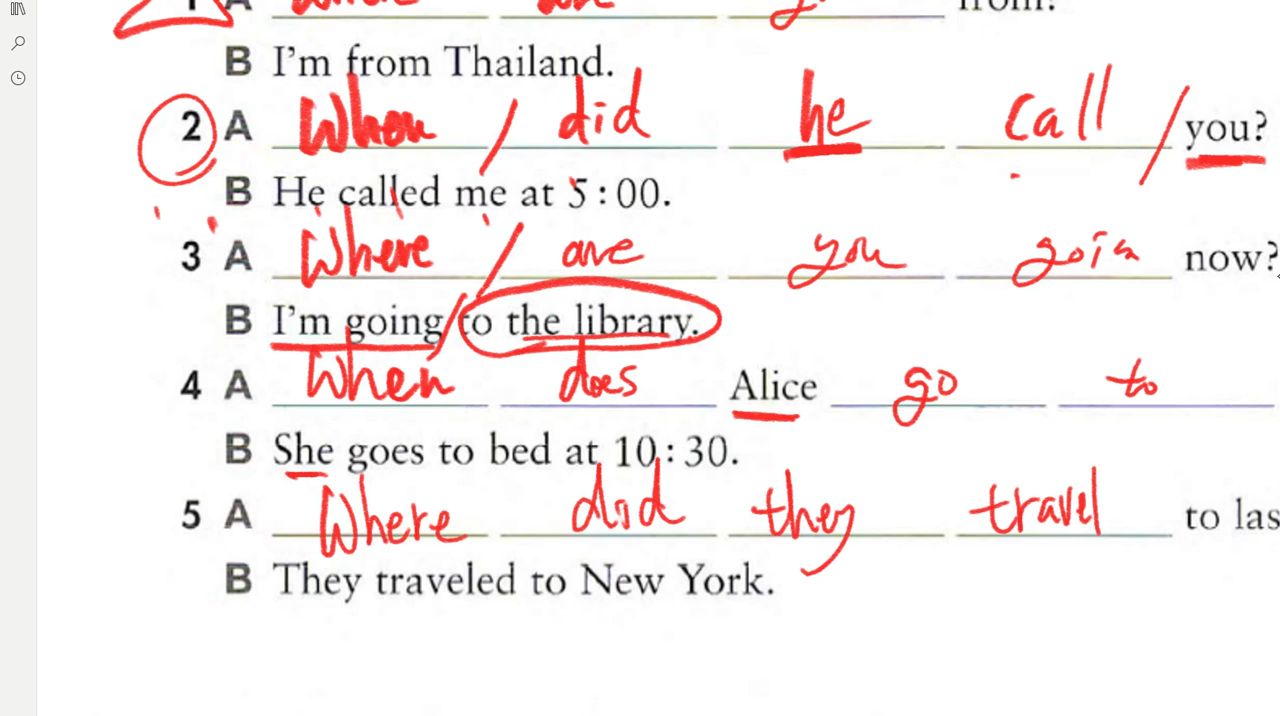 from?
B I'm from Thailand.
2 A When did he call you?
B He called me at 5:00.
3 A Where are you goin now?
B I'm going to the library.
4 A When does Alice go to
B She goes to bed at 10:30.
5 A Where did they travel to las
B They traveled to New York.